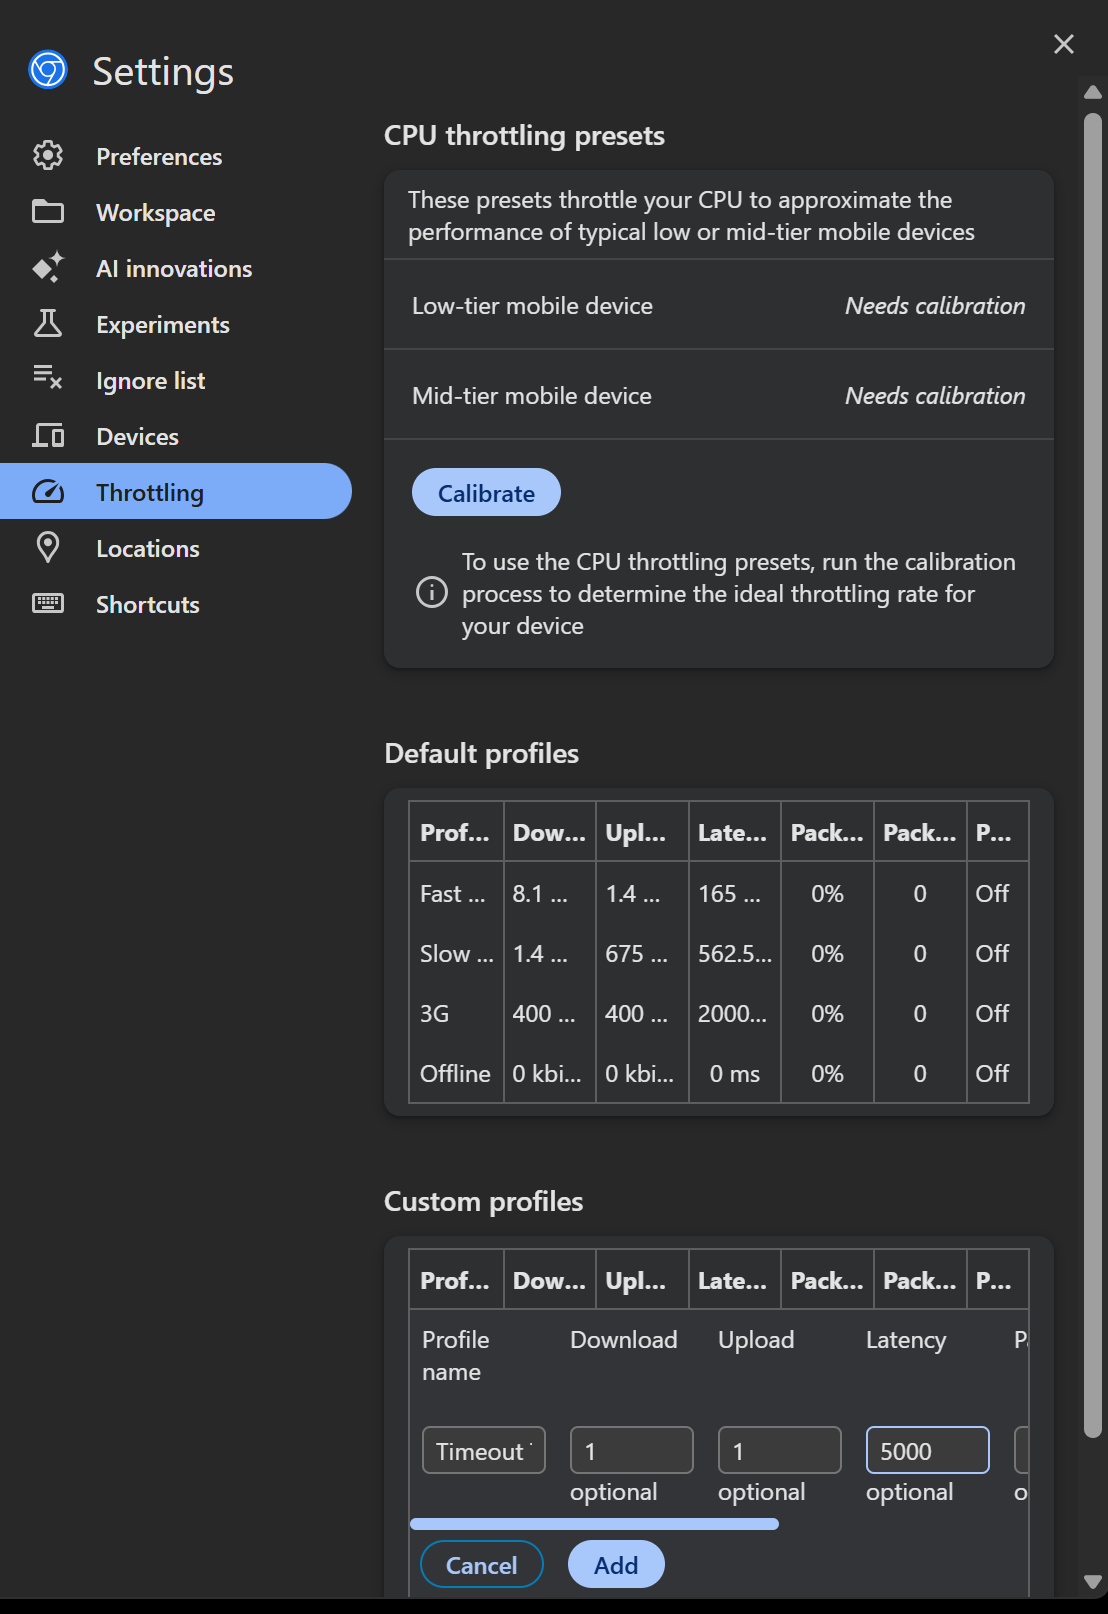 Settings
Preferences
Workspace
AI innovations
Experiments
Ignore list
Devices
Throttling
Locations
Shortcuts
CPU throttling presets
These presets throttle your CPU to approximate the
performance of typical low or mid-tier mobile devices
Low-tier mobile device Needs calibration
Mid-tier mobile device Needs calibration
Calibrate
To use the CPU throttling presets, run the calibration
process to determine the ideal throttling rate for
your device
Default profiles
Prof... Dow... Upl... Late... Pack... Pack... P...
Fast ... 8.1 ... 1.4 ... 165 ... 0% 0 Off
Slow ... 1.4 ... 675 ... 562.5... 0% 0 Off
3G 400 ... 400 ... 2000... 0% 0 Off
Offline 0 kbi... 0 kbi... 0 ms 0% 0 Off
Custom profiles
Prof... Dow... Upl... Late... Pack... Pack... P...
Profile Download Upload Latency
name
Timeout 1 1 5000
optional optional optional
Cancel Add